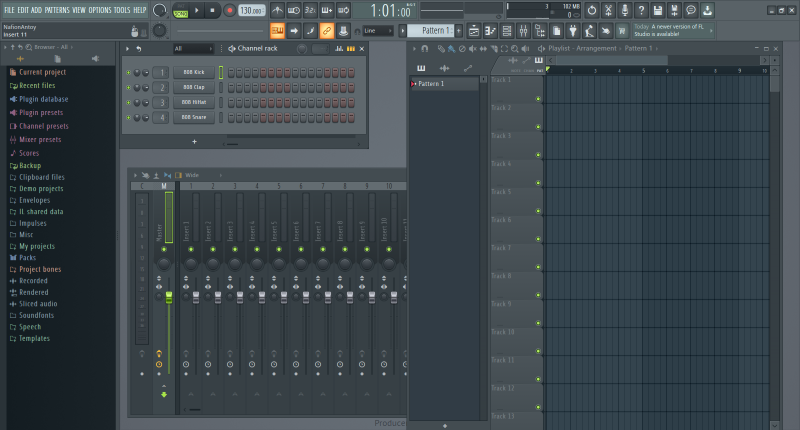 FILE EDIT ADD PATTERNS VIEW OPTIONS TOOLS HELP
NationAntoy
Insert 11
SONG
130.000
1:01:00
3
182 MB
0
Line
Pattern 1
A newer version of FL
Studio is available!
Browser - All
Current project
Recent files
Plugin database
Plugin presets
Channel presets
Mixer presets
Scores
Backup
Clipboard files
Demo projects
Envelopes
IL shared data
Impulses
Misc
My projects
Packs
Project bones
Recorded
Rendered
Sliced audio
Soundfonts
Speech
Templates
All
Channel rack
1 808 Kick
2 808 Clap
3 808 HiHat
4 808 Snare
+
Wide
C M 1 2 3 4 5 6 7 8 9 10
Master
Insert 1
Insert 2
Insert 3
Insert 4
Insert 5
Insert 6
Insert 7
Insert 8
Insert 9
Insert 10
Produce
Playlist - Arrangement
Pattern 1
Pattern 1
1 2 3 4 5 6 7 8 9 10
Track 1
Track 2
Track 3
Track 4
Track 5
Track 6
Track 7
Track 8
Track 9
Track 10
Track 11
Track 12
Track 13